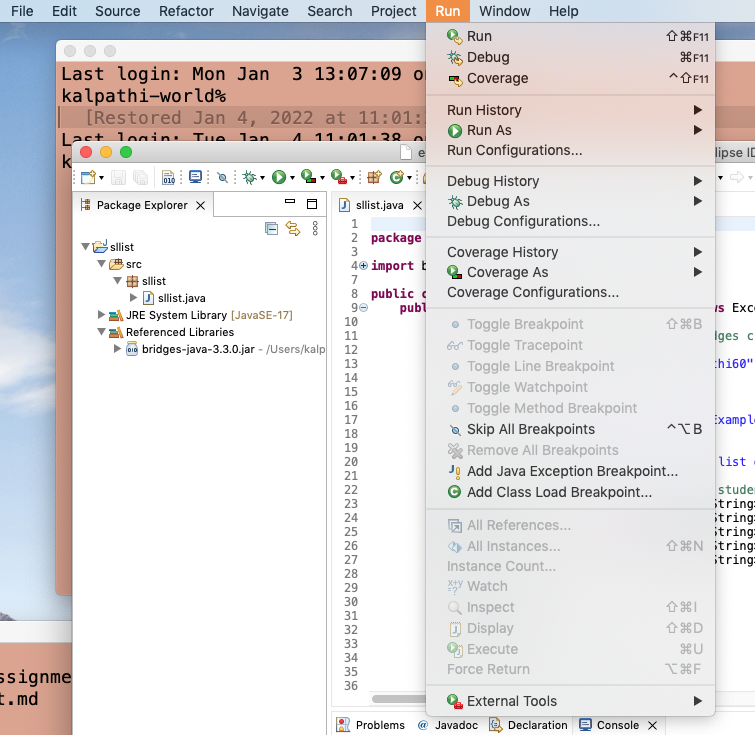 File Edit Source Refactor Navigate Search Project Run Window Help
Last login: Mon Jan 3 13:07:09 o
kalpathi-world%
[Restored Jan 4, 2022 at 11:01:
Last login: Tue Jan 4 11:01:38 o
k
e
lipse ID
Package Explorer
sllist
src
sllist
sllist.java
JRE System Library [JavaSE-17]
Referenced Libraries
bridges-java-3.3.0.jar - /Users/kalp
sllist.java
1
2 package
3
4 import b
7
8 public c
9 publ ws Exce
10
11 dges c
12
13 thi60"
14
15
16
17 Example
18
19
20 list
21
22 studen
23 String>
24 String>
25 String>
26 String>
27 String>
28
29
30
31
32
33
34
35
36
Run ⇧⌘F11
Debug ⌘F11
Coverage ^⇧F11
Run History
Run As
Run Configurations...
Debug History
Debug As
Debug Configurations...
Coverage History
Coverage As
Coverage Configurations...
Toggle Breakpoint ⇧⌘B
Toggle Tracepoint
Toggle Line Breakpoint
Toggle Watchpoint
Toggle Method Breakpoint
Skip All Breakpoints ^⌥B
Remove All Breakpoints
Add Java Exception Breakpoint...
Add Class Load Breakpoint...
All References...
All Instances... ⇧⌘N
Instance Count...
Watch
Inspect ⇧⌘I
Display ⇧⌘D
Execute ⌘U
Force Return ⌥⌘F
External Tools
ssignme
t.md
Problems Javadoc Declaration Console